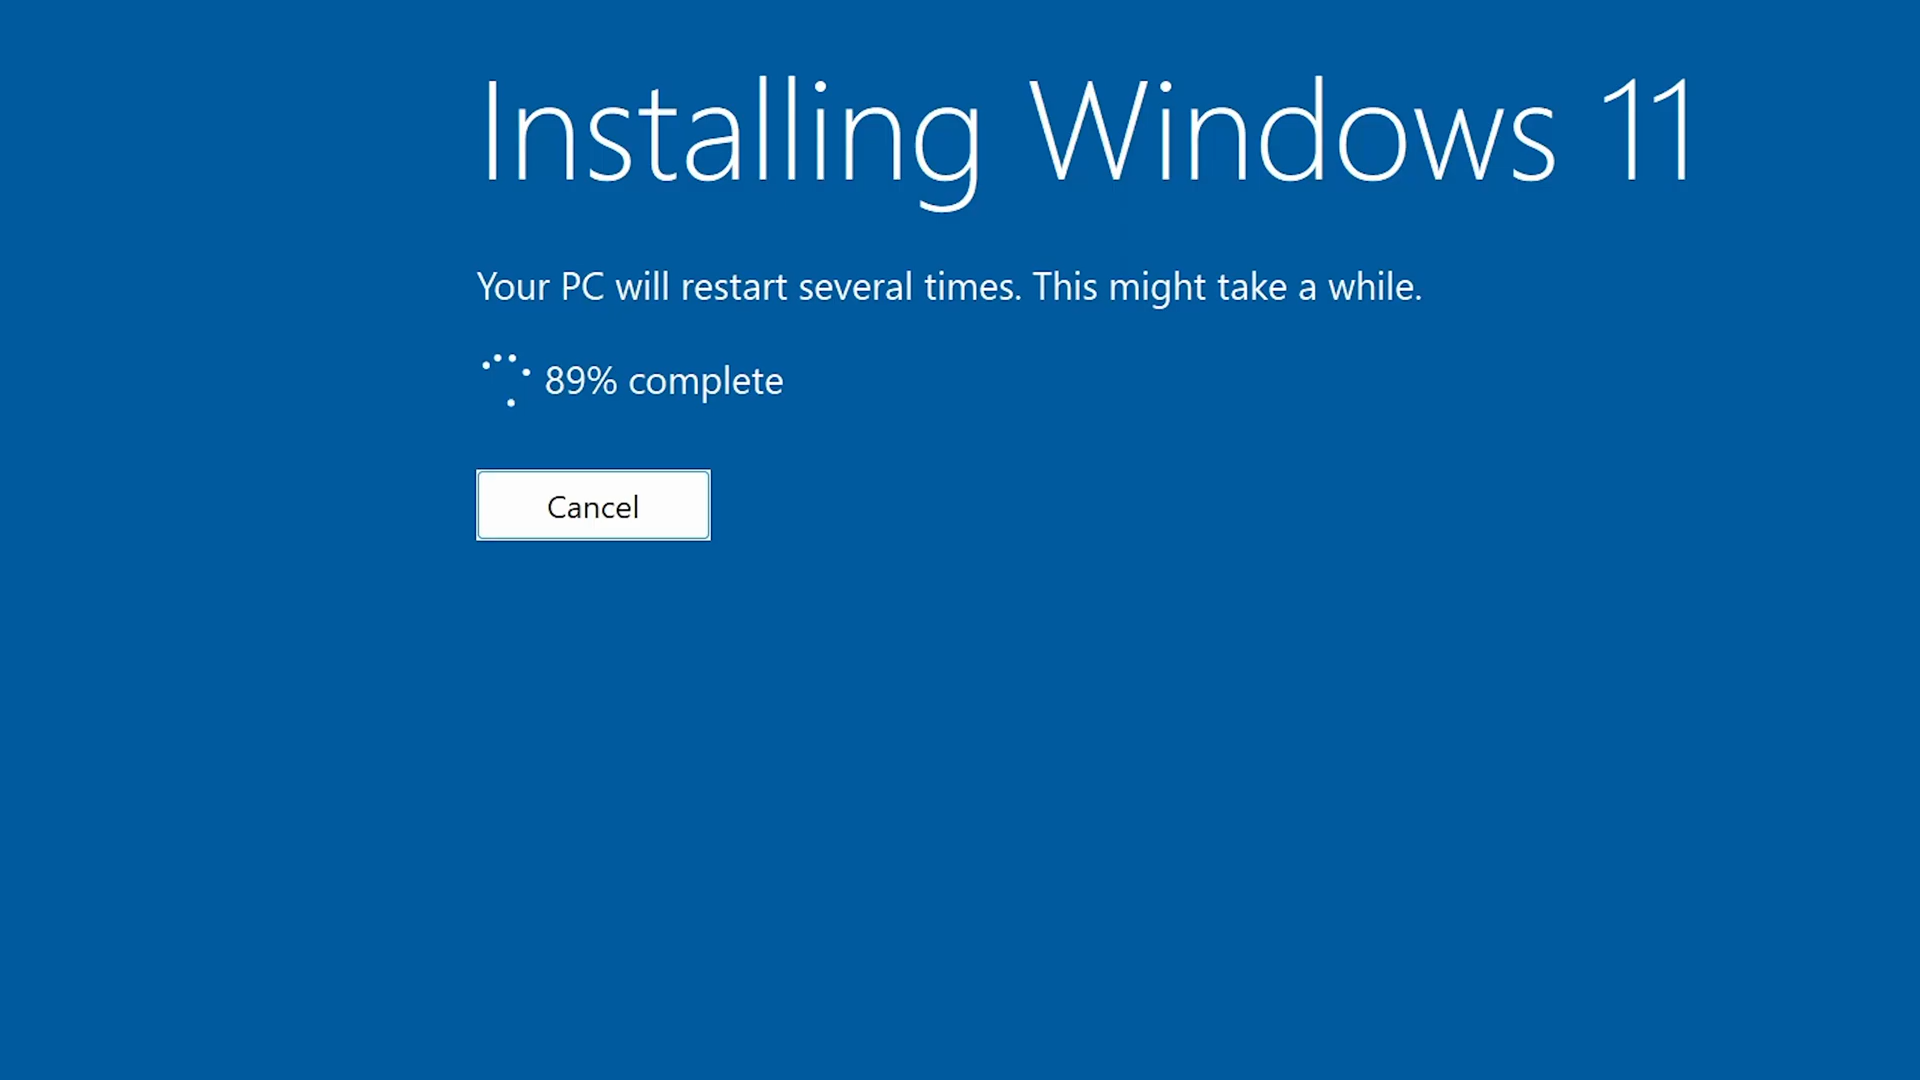 Installing Windows 11
Your PC will restart several times. This might take a while.
89% complete
Cancel